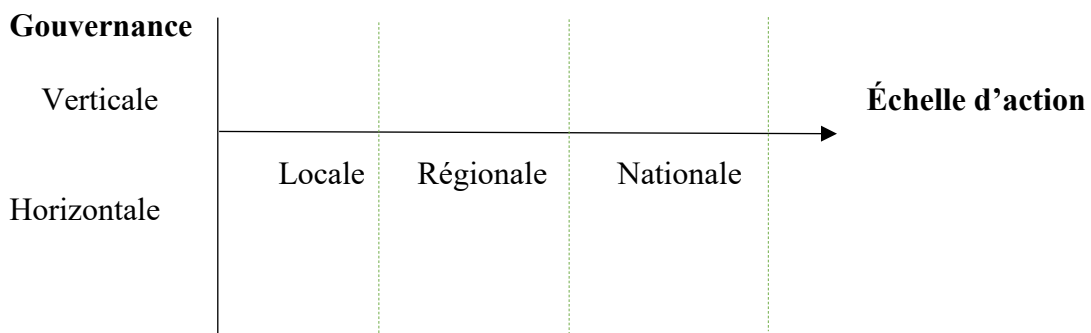 Gouvernance
Verticale
Échelle d’action
Locale
Régionale
Nationale
Horizontale